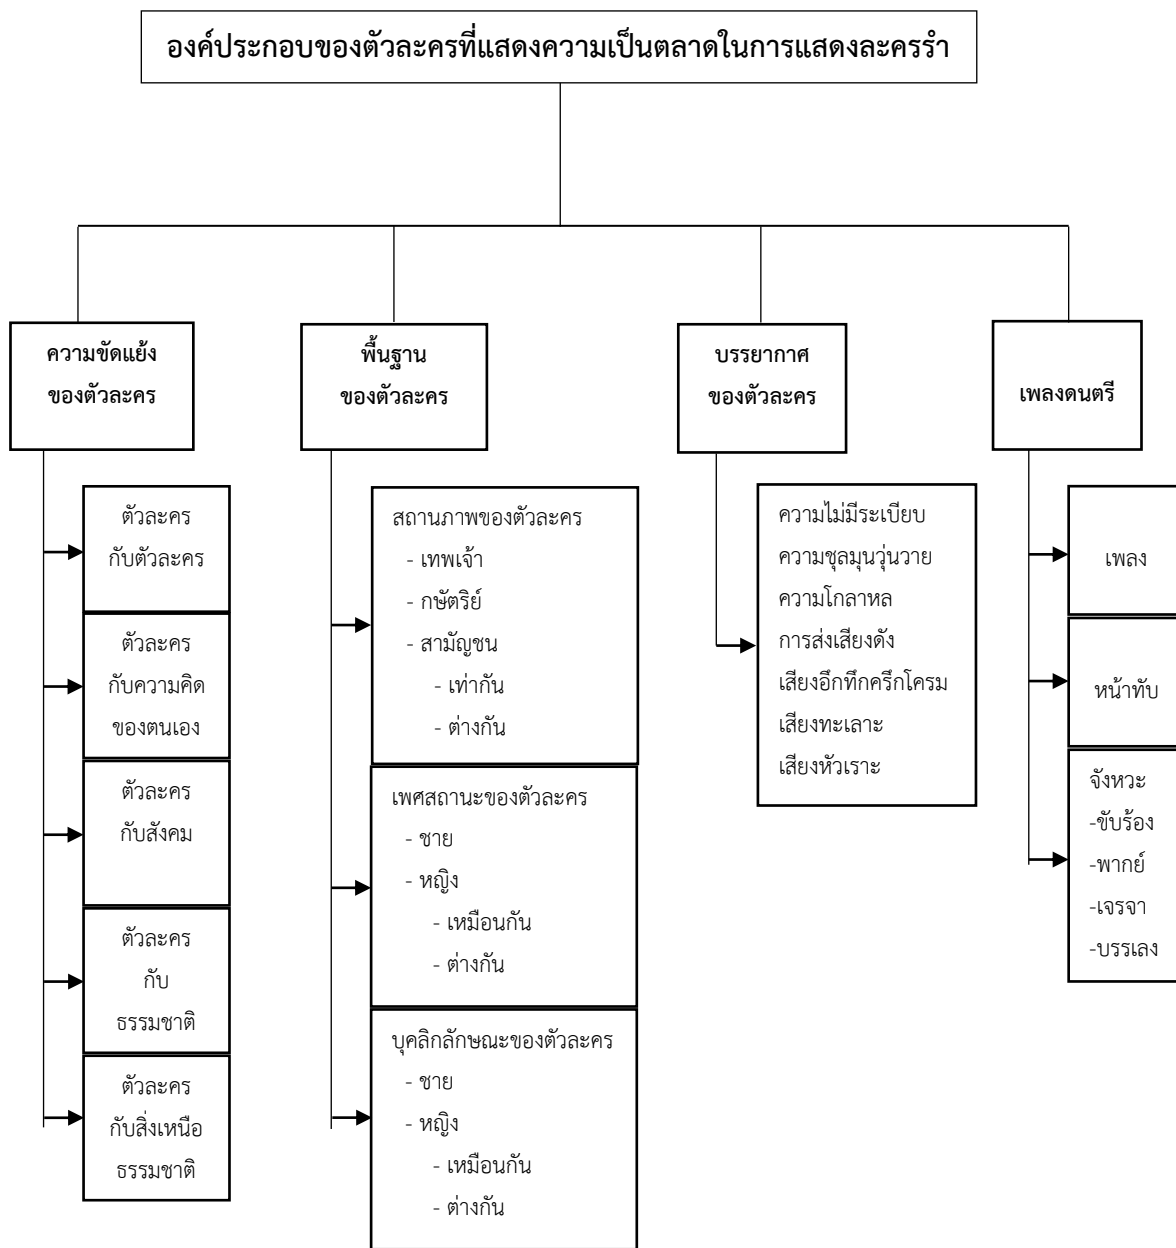 องค์ประกอบของตัวละครที่แสดงความเป็นตลาดในการแสดงละครรำ
ความขัดแย้ง
ของตัวละคร
ตัวละคร
กับตัวละคร
ตัวละคร
กับความคิด
ของตนเอง
ตัวละคร
กับสังคม
ตัวละคร
กับ
ธรรมชาติ
ตัวละคร
กับสิ่งเหนือ
ธรรมชาติ
พื้นฐาน
ของตัวละคร
สถานภาพของตัวละคร
- เทพเจ้า
- กษัตริย์
- สามัญชน
- เท่ากัน
- ต่างกัน
เพศสถานะของตัวละคร
- ชาย
- หญิง
- เหมือนกัน
- ต่างกัน
บุคลิกลักษณะของตัวละคร
- ชาย
- หญิง
- เหมือนกัน
- ต่างกัน
บรรยากาศ
ของตัวละคร
ความไม่มีระเบียบ
ความชุลมุนวุ่นวาย
ความโกลาหล
การส่งเสียงดัง
เสียงอึกทึกครึกโครม
เสียงทะเลาะ
เสียงหัวเราะ
เพลงดนตรี
เพลง
หน้าทับ
จังหวะ
-ขับร้อง
-พากย์
-เจรจา
-บรรเลง